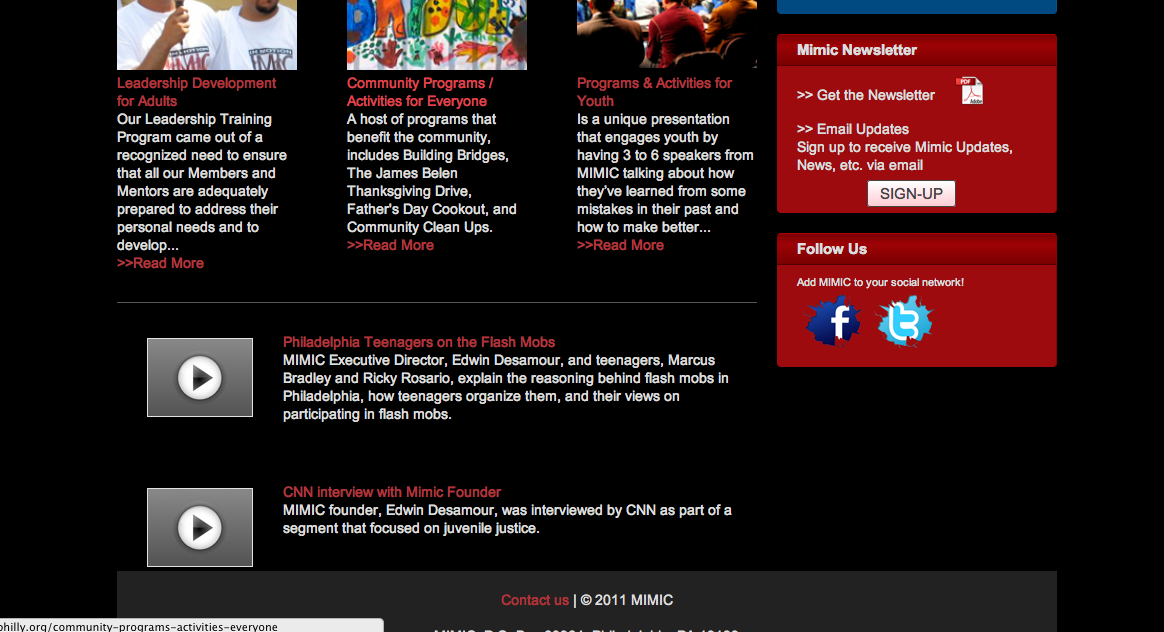 Leadership Development
for Adults
Our Leadership Training
Program came out of a
recognized need to ensure
that all our Members and
Mentors are adequately
prepared to address their
personal needs and to
develop...
>>Read More
Community Programs /
Activities for Everyone
A host of programs that
benefit the community,
includes Building Bridges,
The James Belen
Thanksgiving Drive,
Father's Day Cookout, and
Community Clean Ups.
>>Read More
Programs & Activities for
Youth
Is a unique presentation
that engages youth by
having 3 to 6 speakers from
MIMIC talking about how
they've learned from some
mistakes in their past and
how to make better...
>>Read More
Mimic Newsletter
>> Get the Newsletter
PDF
Adobe
>> Email Updates
Sign up to receive Mimic Updates,
News, etc. via email
SIGN-UP
Follow Us
Add MIMIC to your social network!
f
t
Philadelphia Teenagers on the Flash Mobs
MIMIC Executive Director, Edwin Desamour, and teenagers, Marcus
Bradley and Ricky Rosario, explain the reasoning behind flash mobs in
Philadelphia, how teenagers organize them, and their views on
participating in flash mobs.
CNN interview with Mimic Founder
MIMIC founder, Edwin Desamour, was interviewed by CNN as part of a
segment that focused on juvenile justice.
Contact us | © 2011 MIMIC
philly.org/community-programs-activities-everyone